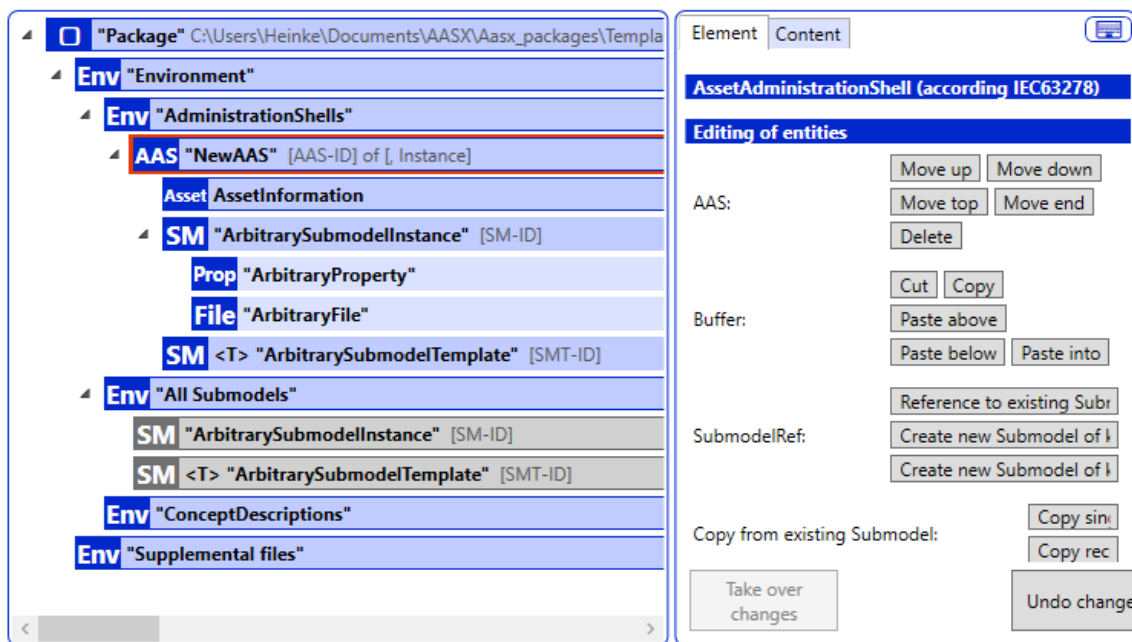 "Package" C:\Users\Heinke\Documents\AASX\Aasx_packages\Templa
Env "Environment"
Env "AdministrationShells"
AAS "NewAAS" [AAS-ID] of [, Instance]
Asset AssetInformation
SM "ArbitrarySubmodelInstance" [SM-ID]
Prop "ArbitraryProperty"
File "ArbitraryFile"
SM <T> "ArbitrarySubmodelTemplate" [SMT-ID]
Env "All Submodels"
SM "ArbitrarySubmodelInstance" [SM-ID]
SM <T> "ArbitrarySubmodelTemplate" [SMT-ID]
Env "ConceptDescriptions"
Env "Supplemental files"
Element Content
AssetAdministrationShell (according IEC63278)
Editing of entities
AAS:
Move up Move down
Move top Move end
Delete
Buffer:
Cut Copy
Paste above
Paste below Paste into
SubmodelRef:
Reference to existing Subr
Create new Submodel of k
Create new Submodel of k
Copy from existing Submodel:
Copy sing
Copy rec
Take over
changes
Undo change